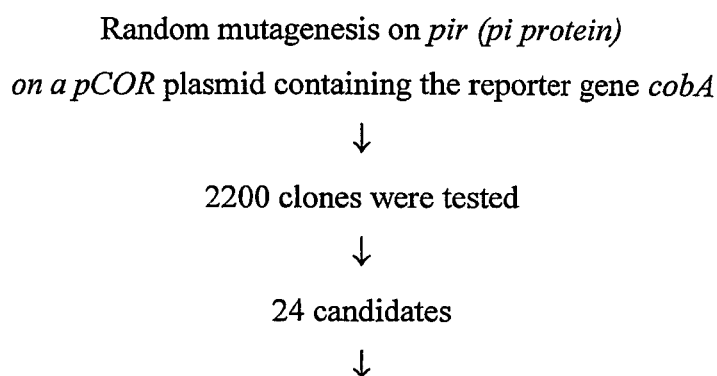 Random mutagenesis on pir (pi protein)
on a pCOR plasmid containing the reporter gene cobA
↓
2200 clones were tested
↓
24 candidates
↓